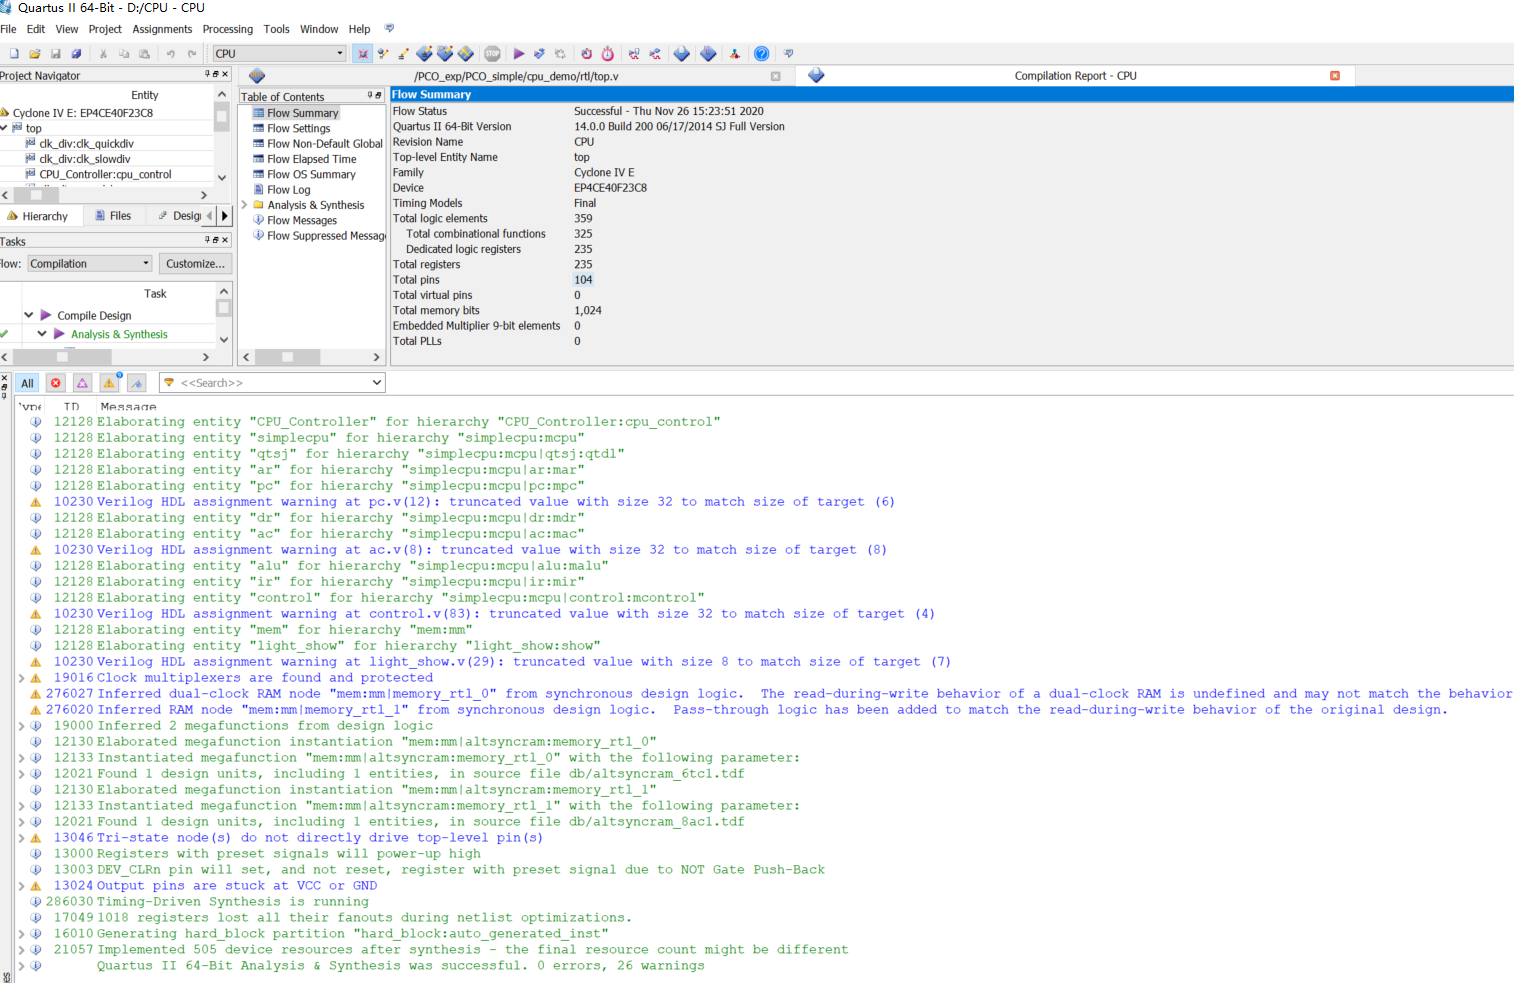 Quartus II 64-Bit - D:/CPU - CPU
File Edit View Project Assignments Processing Tools Window Help
CPU
Project Navigator
/PCO_exp/PCO_simple/cpu_demo/rtl/top.v
Compilation Report - CPU
Entity
Cyclone IV E: EP4CE40F23C8
top
clk_div:clk_quickdiv
clk_div:clk_slowdiv
CPU_Controller:cpu_control
Hierarchy Files Desig
Tasks
Flow: Compilation Customize...
Task
Compile Design
Analysis & Synthesis
Table of Contents
Flow Summary
Flow Settings
Flow Non-Default Global
Flow Elapsed Time
Flow OS Summary
Flow Log
Analysis & Synthesis
Flow Messages
Flow Suppressed Messag
Flow Summary
Flow Status Successful - Thu Nov 26 15:23:51 2020
Quartus II 64-Bit Version 14.0.0 Build 200 06/17/2014 SJ Full Version
Revision Name CPU
Top-level Entity Name top
Family Cyclone IV E
Device EP4CE40F23C8
Timing Models Final
Total logic elements 359
Total combinational functions 325
Dedicated logic registers 235
Total registers 235
Total pins 104
Total virtual pins 0
Total memory bits 1,024
Embedded Multiplier 9-bit elements 0
Total PLLs 0
All <<Search>>
Type ID Message
12128 Elaborating entity "CPU_Controller" for hierarchy "CPU_Controller:cpu_control"
12128 Elaborating entity "simplecpu" for hierarchy "simplecpu:mcpu"
12128 Elaborating entity "qtsj" for hierarchy "simplecpu:mcpu|qtsj:qtdl"
12128 Elaborating entity "ar" for hierarchy "simplecpu:mcpu|ar:mar"
12128 Elaborating entity "pc" for hierarchy "simplecpu:mcpu|pc:mpc"
10230 Verilog HDL assignment warning at pc.v(12): truncated value with size 32 to match size of target (6)
12128 Elaborating entity "dr" for hierarchy "simplecpu:mcpu|dr:mdr"
12128 Elaborating entity "ac" for hierarchy "simplecpu:mcpu|ac:mac"
10230 Verilog HDL assignment warning at ac.v(8): truncated value with size 32 to match size of target (8)
12128 Elaborating entity "alu" for hierarchy "simplecpu:mcpu|alu:malu"
12128 Elaborating entity "ir" for hierarchy "simplecpu:mcpu|ir:mir"
12128 Elaborating entity "control" for hierarchy "simplecpu:mcpu|control:mcontrol"
10230 Verilog HDL assignment warning at control.v(83): truncated value with size 32 to match size of target (4)
12128 Elaborating entity "mem" for hierarchy "mem:mm"
12128 Elaborating entity "light_show" for hierarchy "light_show:show"
10230 Verilog HDL assignment warning at light_show.v(29): truncated value with size 8 to match size of target (7)
19016 Clock multiplexers are found and protected
276027 Inferred dual-clock RAM node "mem:mm|memory_rtl_0" from synchronous design logic.  The read-during-write behavior of a dual-clock RAM is undefined and may not match the behavior
276020 Inferred RAM node "mem:mm|memory_rtl_1" from synchronous design logic.  Pass-through logic has been added to match the read-during-write behavior of the original design.
19000 Inferred 2 megafunctions from design logic
12130 Elaborated megafunction instantiation "mem:mm|altsyncram:memory_rtl_0"
12133 Instantiated megafunction "mem:mm|altsyncram:memory_rtl_0" with the following parameter:
12021 Found 1 design units, including 1 entities, in source file db/altsyncram_6tc1.tdf
12130 Elaborated megafunction instantiation "mem:mm|altsyncram:memory_rtl_1"
12133 Instantiated megafunction "mem:mm|altsyncram:memory_rtl_1" with the following parameter:
12021 Found 1 design units, including 1 entities, in source file db/altsyncram_8ac1.tdf
13046 Tri-state node(s) do not directly drive top-level pin(s)
13000 Registers with preset signals will power-up high
13003 DEV_CLRn pin will set, and not reset, register with preset signal due to NOT Gate Push-Back
13024 Output pins are stuck at VCC or GND
286030 Timing-Driven Synthesis is running
17049 1018 registers lost all their fanouts during netlist optimizations.
16010 Generating hard_block partition "hard_block:auto_generated_inst"
21057 Implemented 505 device resources after synthesis - the final resource count might be different
Quartus II 64-Bit Analysis & Synthesis was successful. 0 errors, 26 warnings